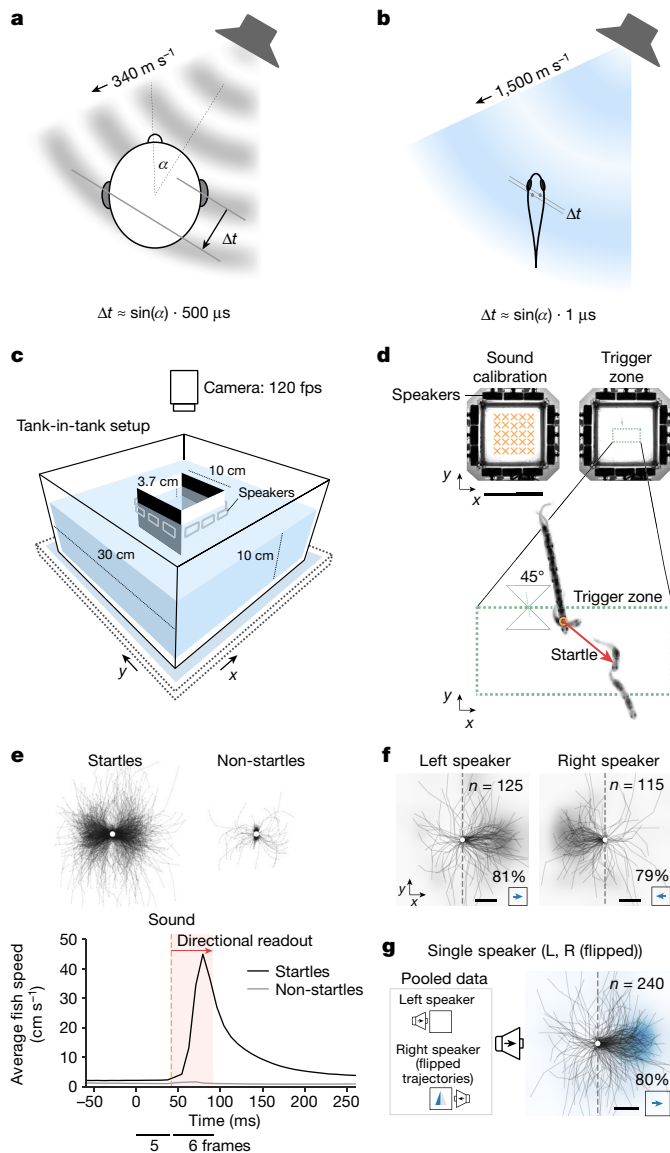 a
340 m s⁻¹
α
Δt
Δt ≈ sin(α) · 500 μs
b
1,500 m s⁻¹
Δt
Δt ≈ sin(α) · 1 μs
c
Camera: 120 fps
Tank-in-tank setup
10 cm
3.7 cm
Speakers
30 cm
10 cm
y
x
d
Sound calibration
Trigger zone
Speakers
y
x
45°
Trigger zone
Startle
y
x
e
Startles
Non-startles
Sound
Directional readout
Startles
Non-startles
Average fish speed
(cm s⁻¹)
50
40
30
20
10
0
–50
0
50
100
150
200
250
Time (ms)
5
6 frames
f
Left speaker
Right speaker
n = 125
n = 115
y
x
81%
79%
g
Single speaker (L, R (flipped))
Pooled data
Left speaker
Right speaker
(flipped
trajectories)
n = 240
80%